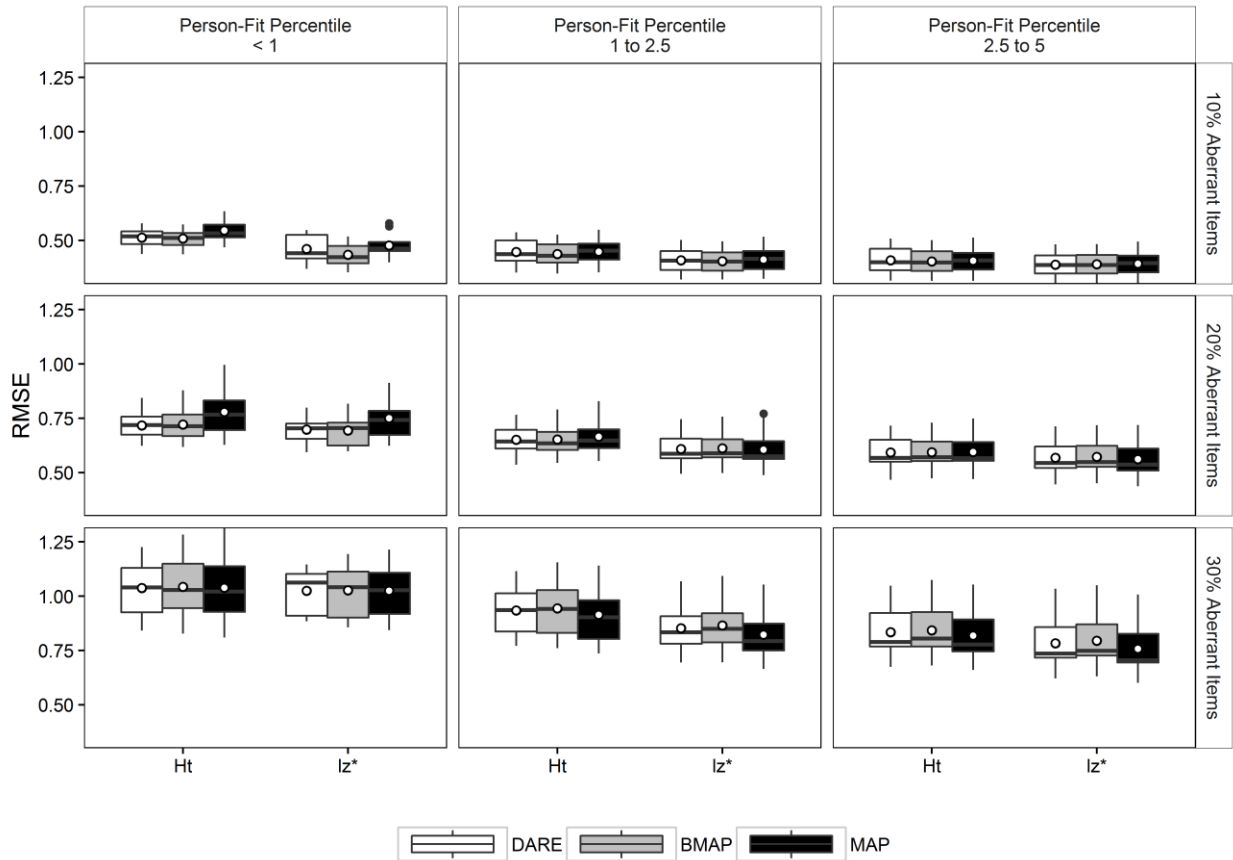 Person-Fit Percentile
< 1
Person-Fit Percentile
1 to 2.5
Person-Fit Percentile
2.5 to 5
RMSE
1.25
1.00
0.75
0.50
10% Aberrant Items
1.25
1.00
0.75
0.50
20% Aberrant Items
1.25
1.00
0.75
0.50
30% Aberrant Items
Ht
lz*
Ht
lz*
Ht
lz*
DARE
BMAP
MAP